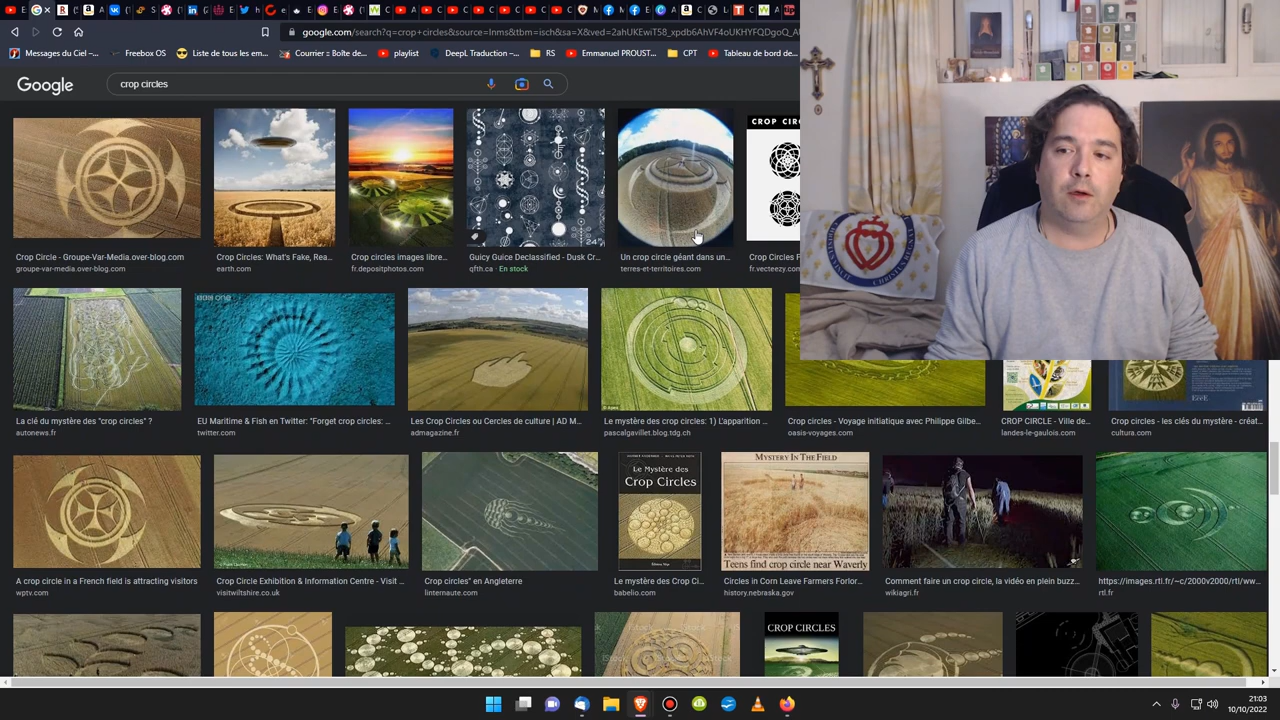 google.com/search?q=crop+circles&source=lnms&tbm=isch&sa=X&ved=2ahUKEwiT58_xpdb6AhVF4oUKHYFQDgoQ_A
Messages du Ciel –...
Freebox OS
Liste de tous les em...
Courrier :: Boîte de...
playlist
DeepL Traduction –...
RS
Emmanuel PROUST...
CPT
Tableau de bord de...
Google
crop circles
CROP CIRC
Crop Circle - Groupe-Var-Media.over-blog.com
groupe-var-media.over-blog.com
Crop Circles: What's Fake, Rea...
earth.com
Crop circles images libre...
fr.depositphotos.com
Guicy Guice Declassified - Dusk Cr...
qfth.ca · En stock
Un crop circle géant dans un...
terres-et-territoires.com
Crop Circles F
fr.vecteezy.com
La clé du mystère des "crop circles" ?
autonews.fr
EU Maritime & Fish on Twitter: "Forget crop circles: ...
twitter.com
Les Crop Circles ou Cercles de culture | AD M...
admagazine.fr
Le mystère des crop circles: 1) L'apparition ...
pascalgavillet.blog.tdg.ch
Crop circles - Voyage initiatique avec Philippe Gilbe...
oasis-voyages.com
CROP CIRCLE - Ville de...
landes-le-gaulois.com
Crop circles - les clés du mystère - créat...
cultura.com
Le Mystère des
Crop Circles
MYSTERY IN THE FIELD
Teens find crop circle near Waverly
A crop circle in a French field is attracting visitors
wptv.com
Crop Circle Exhibition & Information Centre - Visit ...
visitwiltshire.co.uk
Crop circles" en Angleterre
linternaute.com
Le mystère des Crop Ci...
babelio.com
Circles in Corn Leave Farmers Forlor...
history.nebraska.gov
Comment faire un crop circle, la vidéo en plein buzz...
wikiagri.fr
https://images.rtl.fr/~c/2000v2000/rtl/ww...
rtl.fr
CROP CIRCLES
21:03
10/10/2022